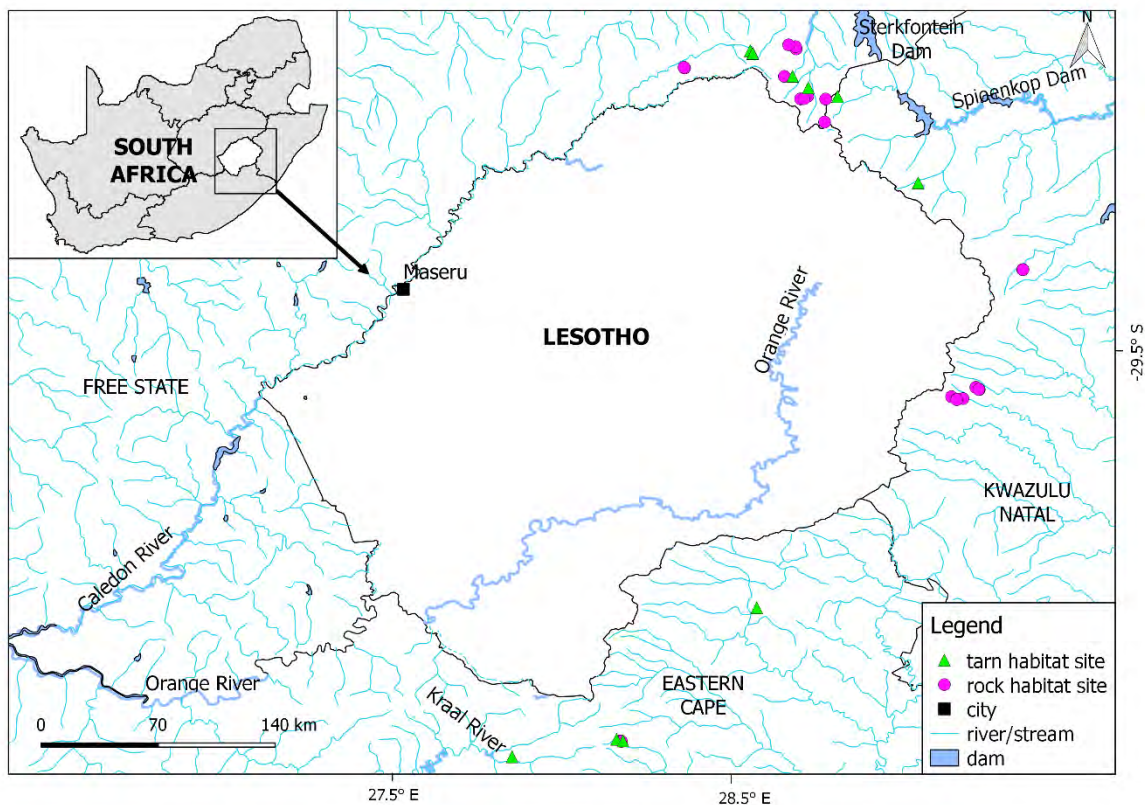 SOUTH
AFRICA
Sterkfontein
Dam
N
Spioenkop Dam
Maseru
LESOTHO
Orange River
FREE STATE
-29.5° S
KWAZULU
NATAL
Caledon River
Orange River
Kraal River
EASTERN
CAPE
0 70 140 km
Legend
tarn habitat site
rock habitat site
city
river/stream
dam
27.5° E
28.5° E